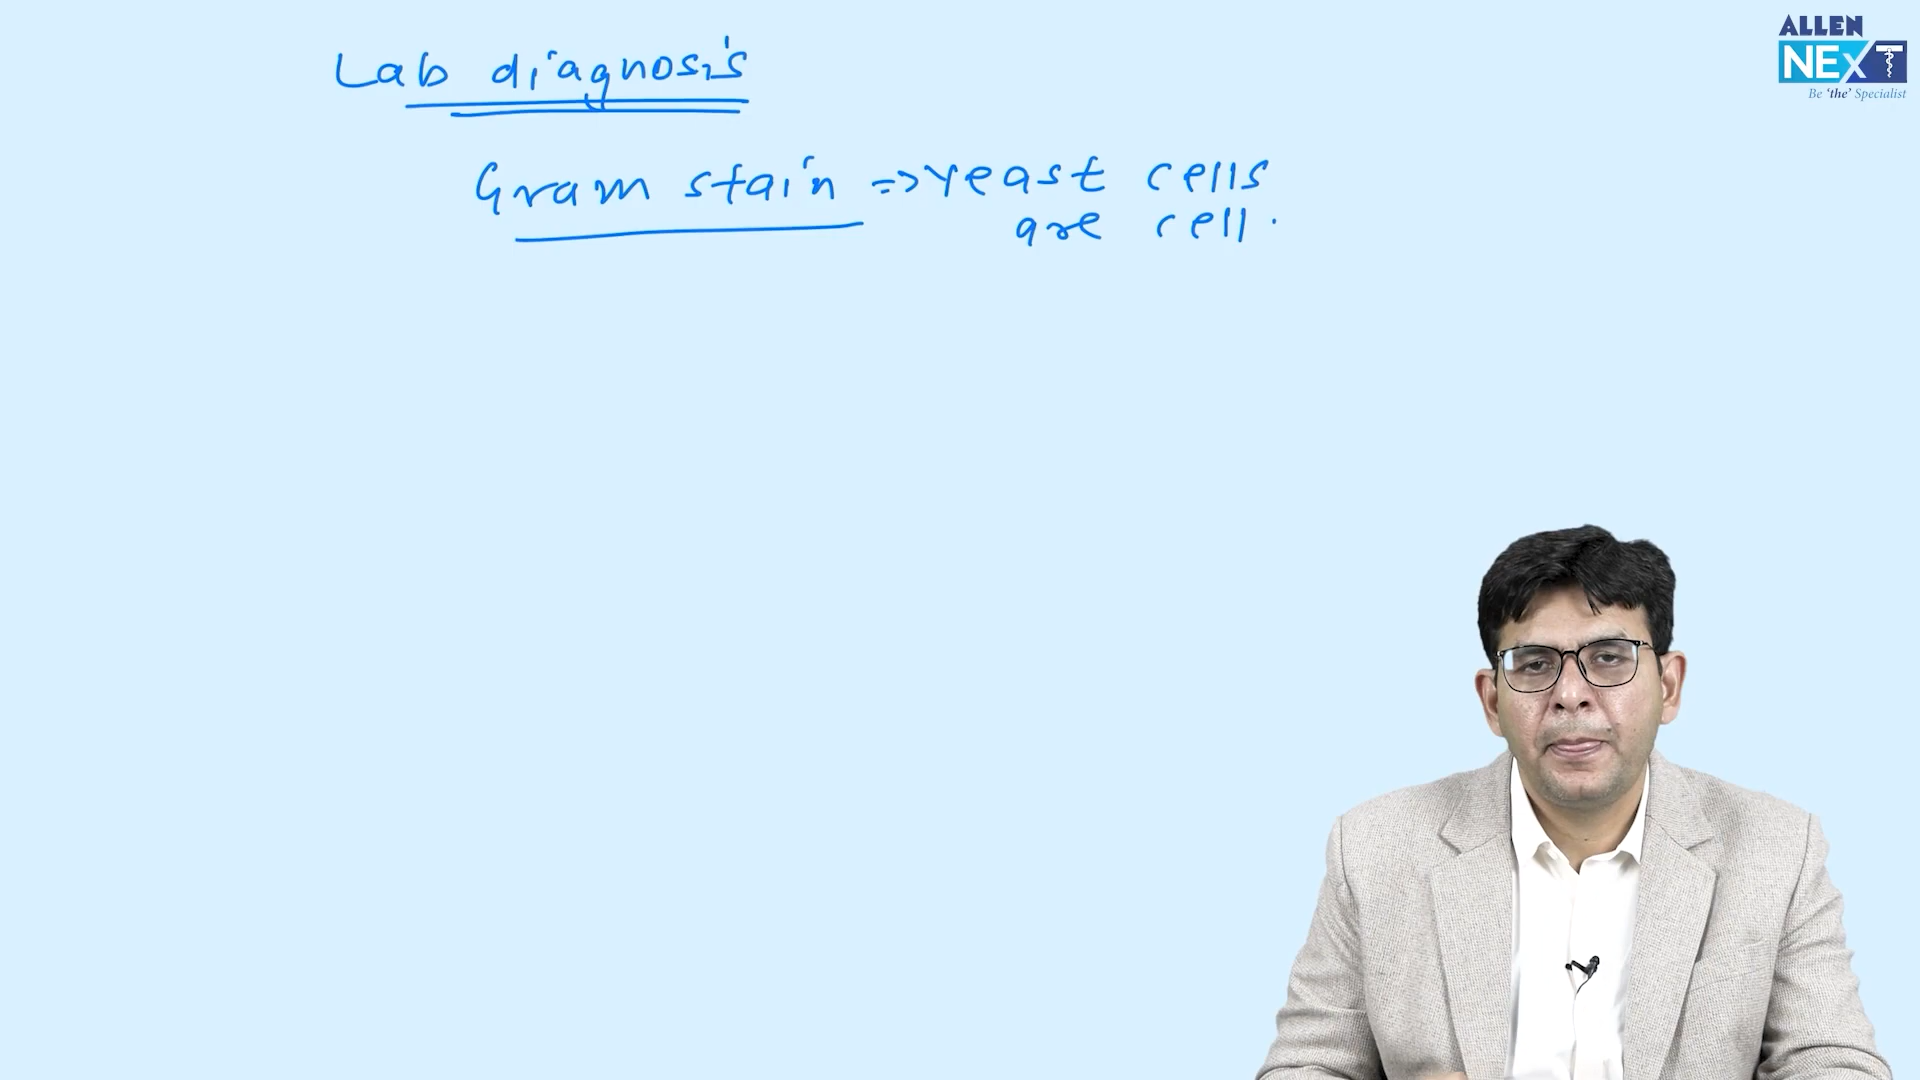 ALLEN
NEXT
Be 'the' Specialist
Lab diagnosis
Gram stain => Yeast cells
are cell.